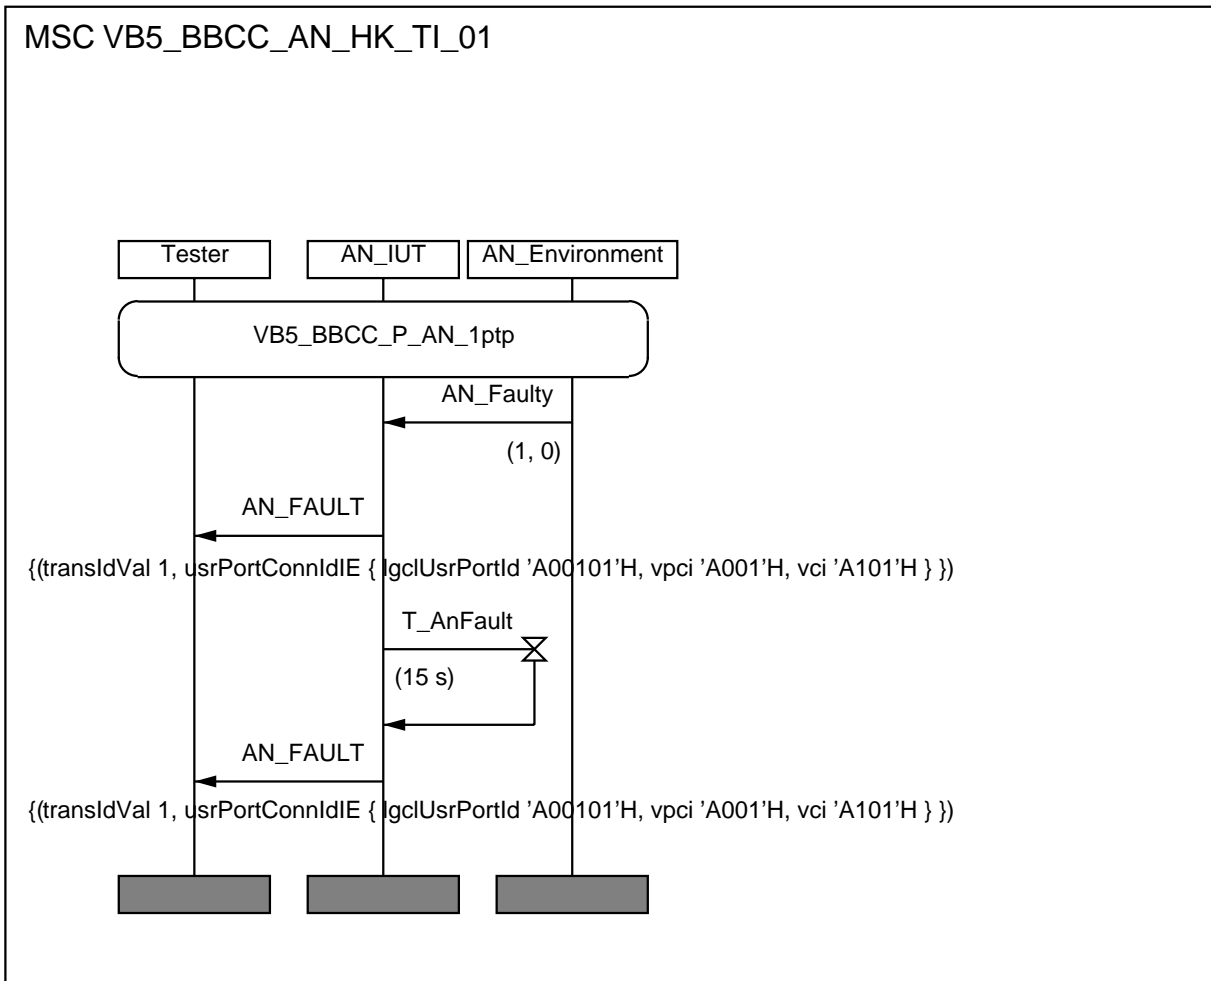 MSC VB5_BBCC_AN_HK_TI_01
Tester AN_IUT AN_Environment
VB5_BBCC_P_AN_1ptp
AN_Faulty
(1, 0)
AN_FAULT
{(transIdVal 1, usrPortConnIdIE { lgclUsrPortId ’A00101’H, vpci ’A001’H, vci ’A101’H } })
T_AnFault
(15 s)
AN_FAULT
{(transIdVal 1, usrPortConnIdIE { lgclUsrPortId ’A00101’H, vpci ’A001’H, vci ’A101’H } })